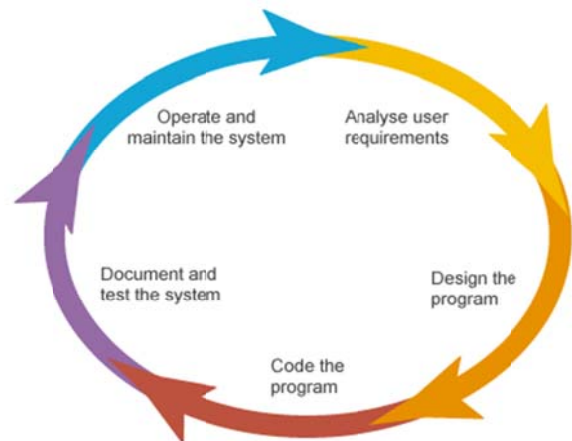 Operate and
maintain the system
Analyse user
requirements
Design the
program
Code the
program
Document and
test the system